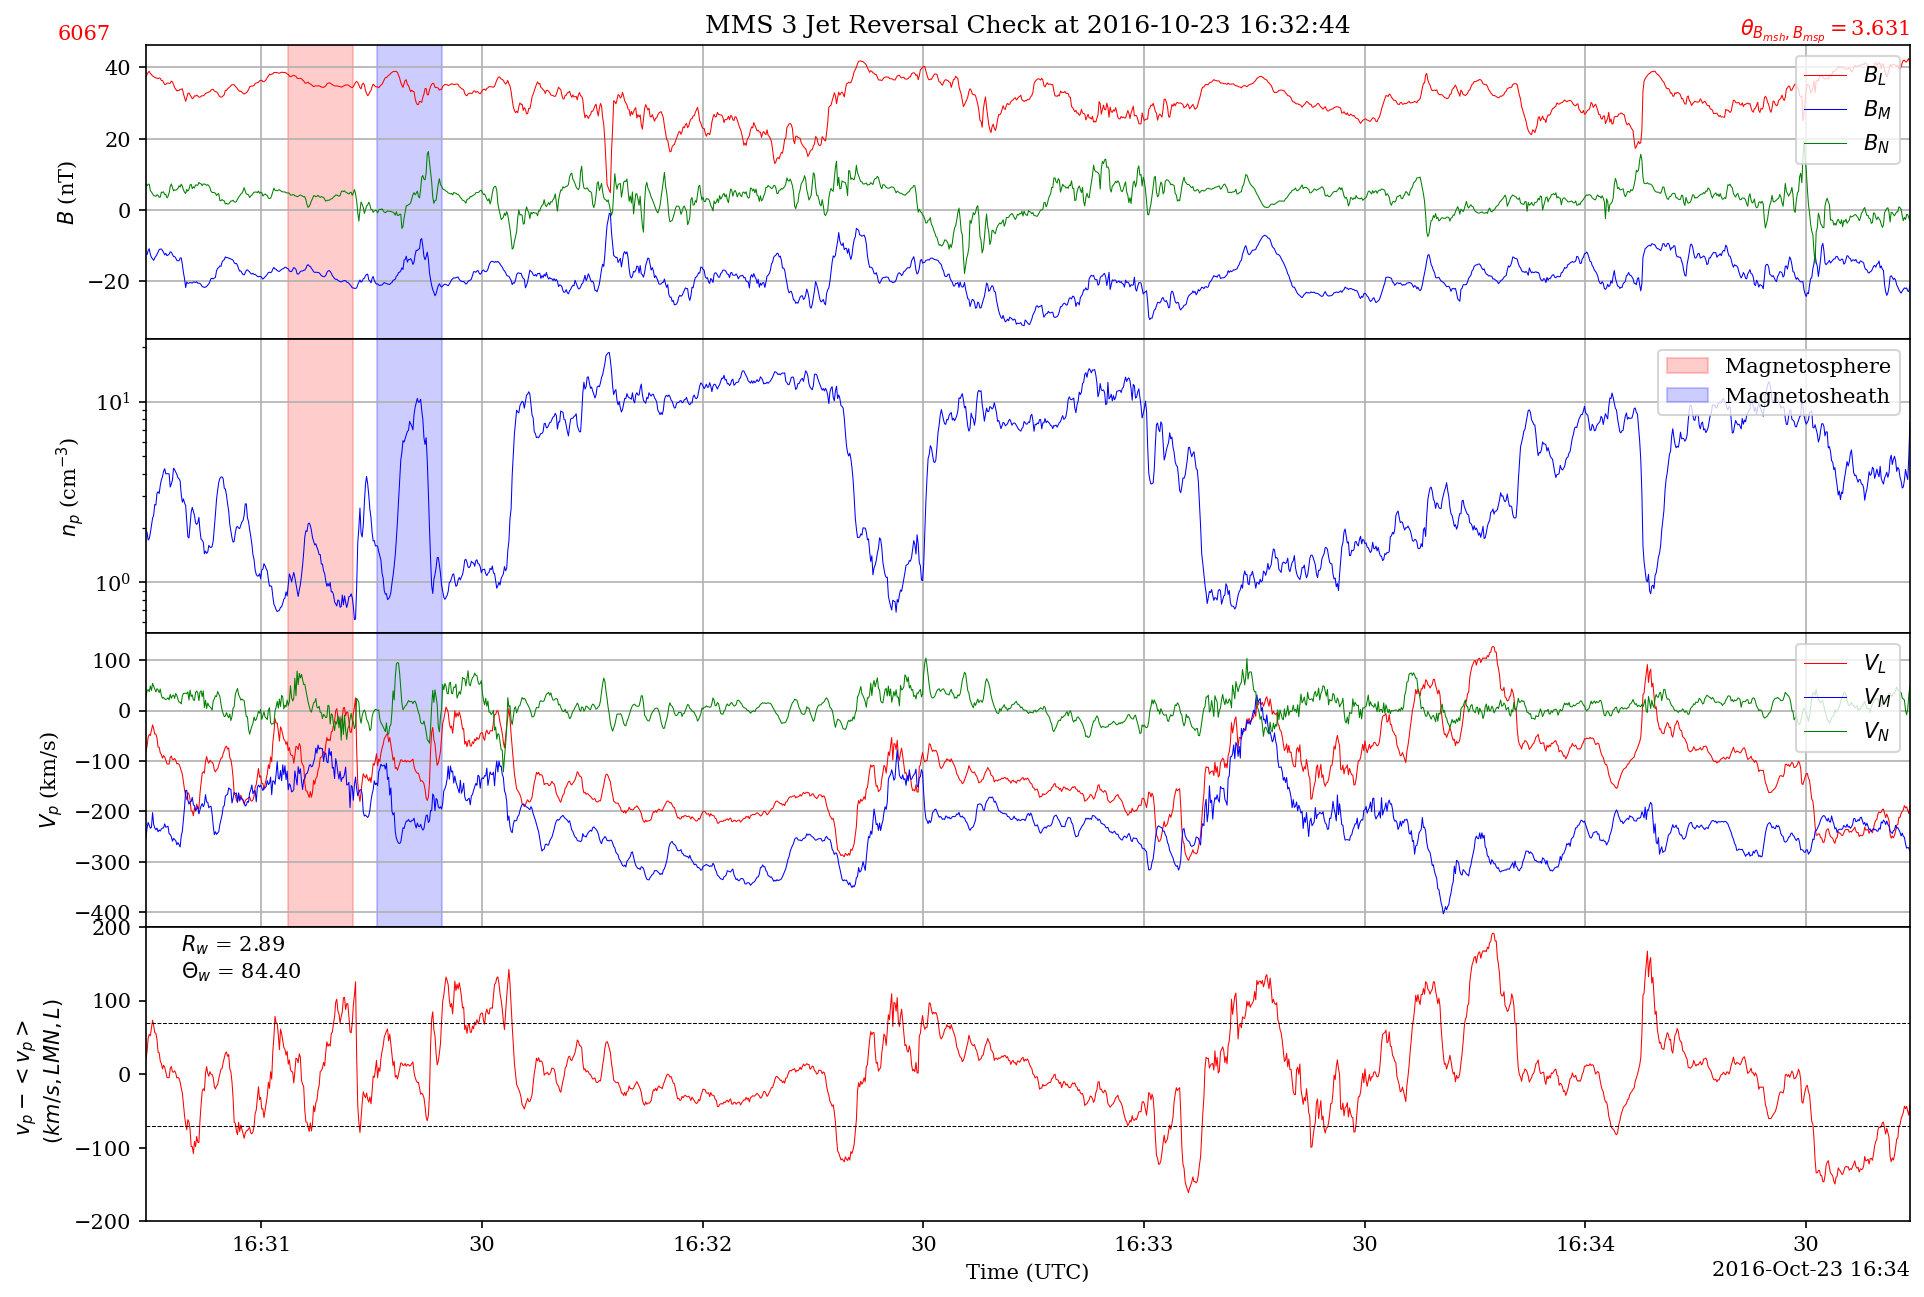 6067
MMS 3 Jet Reversal Check at 2016-10-23 16:32:44
θ_{B_{msh}, B_{msp}} = 3.631
40
20
0
−20
B (nT)
B_L
B_M
B_N
10^1
10^0
n_p (cm^{-3})
Magnetosphere
Magnetosheath
100
0
−100
−200
−300
−400
V_p (km/s)
V_L
V_M
V_N
200
100
0
−100
−200
v_p − <v_p>
(km/s, LMN, L)
R_w = 2.89
Θ_w = 84.40
16:31
30
16:32
30
16:33
30
16:34
30
Time (UTC)
2016-Oct-23 16:34